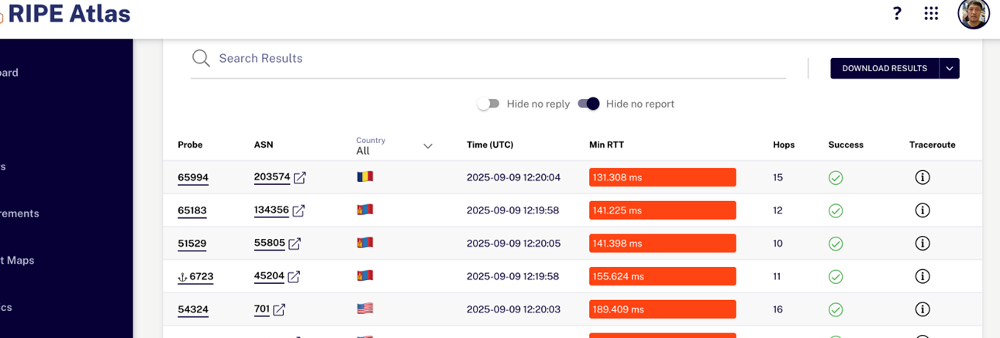 RIPE Atlas
?
oard
Search Results
DOWNLOAD RESULTS
Hide no reply Hide no report
Probe ASN Country All Time (UTC) Min RTT Hops Success Traceroute
65994 203574 2025-09-09 12:20:04 131.308 ms 15
65183 134356 2025-09-09 12:19:58 141.225 ms 12
51529 55805 2025-09-09 12:20:05 141.398 ms 10
6723 45204 2025-09-09 12:19:58 155.624 ms 11
54324 701 2025-09-09 12:20:03 189.409 ms 16
s
rements
t Maps
cs